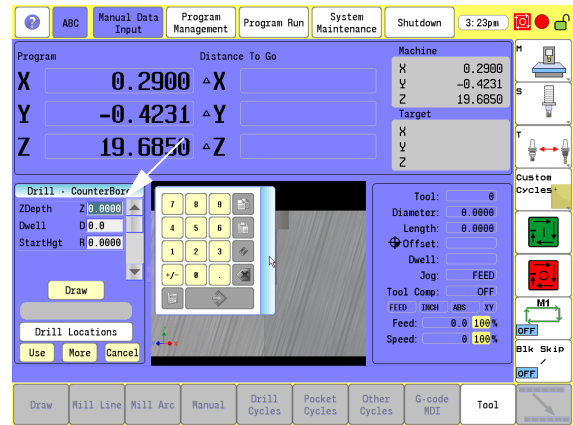 ?
ABC
Manual Data Input
Program Management
Program Run
System Maintenance
Shutdown
3: 23pm
Program
Distance To Go
X 0.2900 X
Y -0.4231 Y
Z 19.6850 Z
Machine
X 0.2900
Y -0.4231
Z 19.6850
Target
X
Y
Z
M
S
T
Custom
Cycles
Drill - CounterBore
ZDepth Z 0.0000
Dwell D 0.0
StartHgt R 0.0000
Draw
Drill Locations
Use More Cancel
7 8 9
4 5 6
1 2 3
+/- 0 .
Tool: 0
Diameter: 0.0000
Length: 0.0000
Offset:
Dwell:
Jog: FEED
Tool Comp: OFF
FEED INCH ABS XY
Feed: 0.0 100%
Speed: 0 100%
M1
OFF
Blk Skip
/
OFF
Draw
Mill Line
Mill Arc
Manual
Drill Cycles
Pocket Cycles
Other Cycles
G-code MDI
Tool